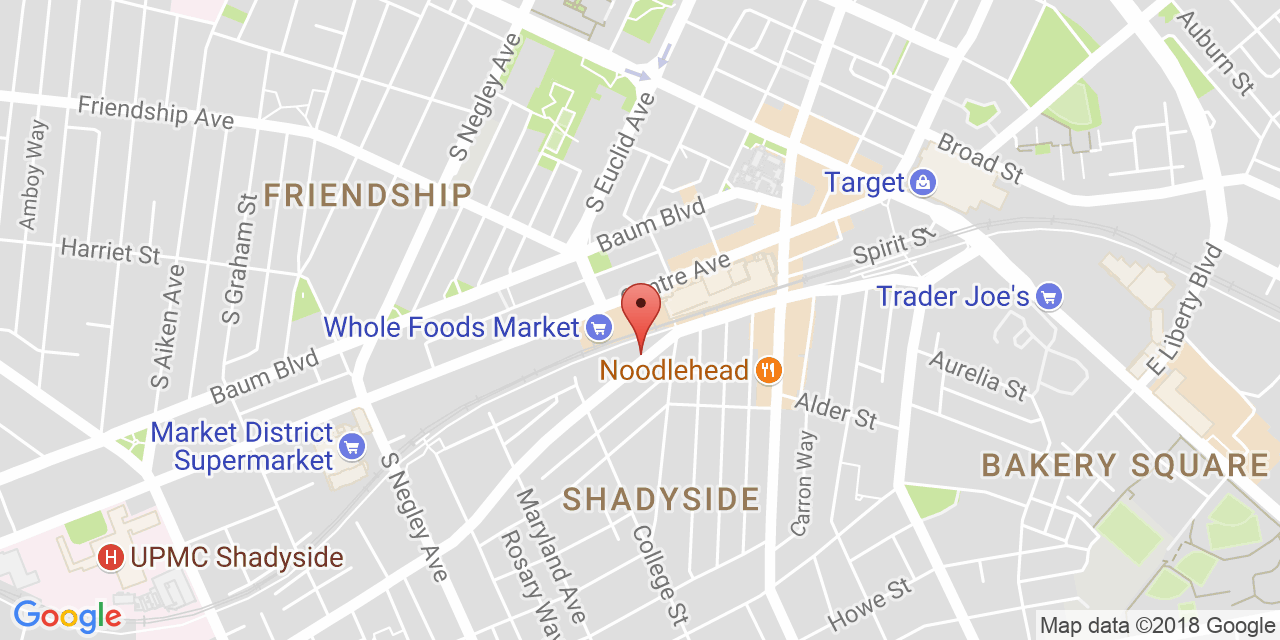 Auburn St
S Negley Ave
Friendship Ave
S Euclid Ave
Amboy Way
Broad St
Target
FRIENDSHIP
S Graham St
Baum Blvd
Spirit St
Harriet St
S Aiken Ave
Centre Ave
E Liberty Blvd
Trader Joe's
Whole Foods Market
Noodlehead
Aurelia St
Baum Blvd
Alder St
Market District
Supermarket
S Negley Ave
Carron Way
BAKERY SQUARE
SHADYSIDE
Maryland Ave
Rosary Way
College St
H UPMC Shadyside
Howe St
Google
Map data ©2018 Google